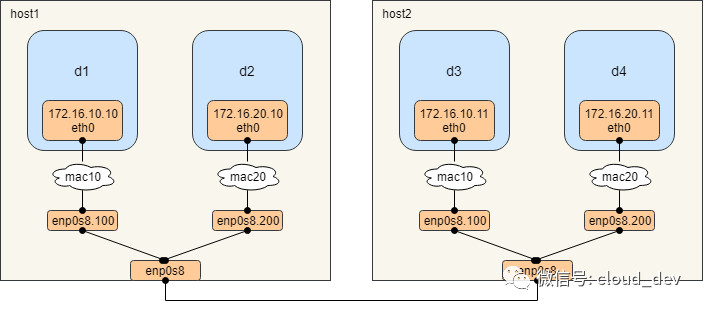 host1
host2
d1
d2
d3
d4
172.16.10.10
eth0
172.16.20.10
eth0
172.16.10.11
eth0
172.16.20.11
eth0
mac10
mac20
mac10
mac20
enp0s8.100
enp0s8.200
enp0s8.100
enp0s8.200
enp0s8
enp0s8
微信号: cloud_dev